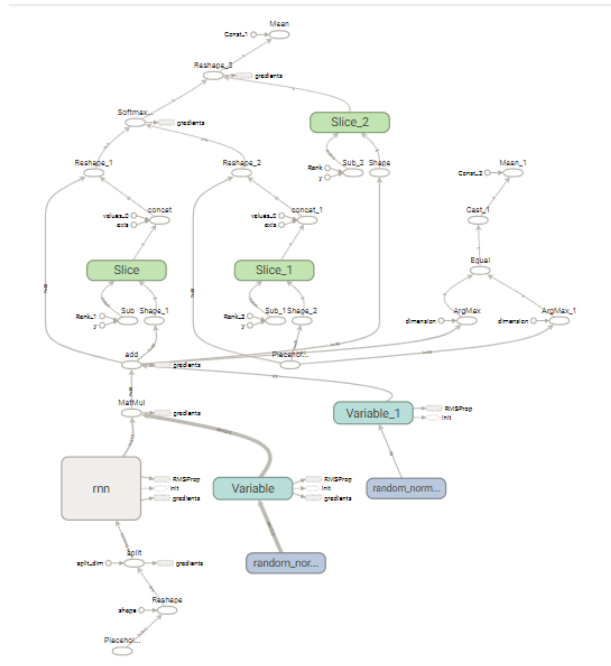 Mean
Const_1
Reshape_3
gradients
Softmax...
gradients
Slice_2
Reshape_1
Reshape_2
Rank
y
Sub_2
Shape
Const_2
Mean_1
values_0
axis
concat
values_0
axis
concat_1
Cast_1
Slice
Slice_1
Equal
Rank_1
y
Sub
Shape_1
Rank_2
y
Sub_1
Shape_2
dimension
ArgMax
dimension
ArgMax_1
add
gradients
Placehol...
MatMul
gradients
Variable_1
RMSProp
init
rnn
RMSProp
init
gradients
Variable
RMSProp
init
gradients
random_norm...
split_dim
split
gradients
random_nor...
shape
Reshape
Placehol...